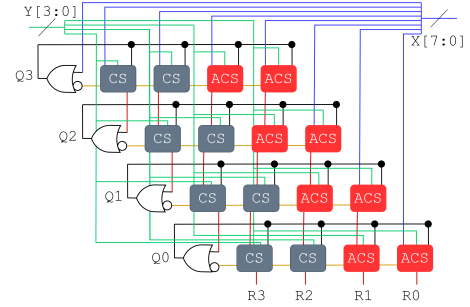 Y[3:0]
X[7:0]
Q3 CS CS ACS ACS
Q2 CS CS ACS ACS
Q1 CS CS ACS ACS
Q0 CS CS ACS ACS
R3 R2 R1 R0